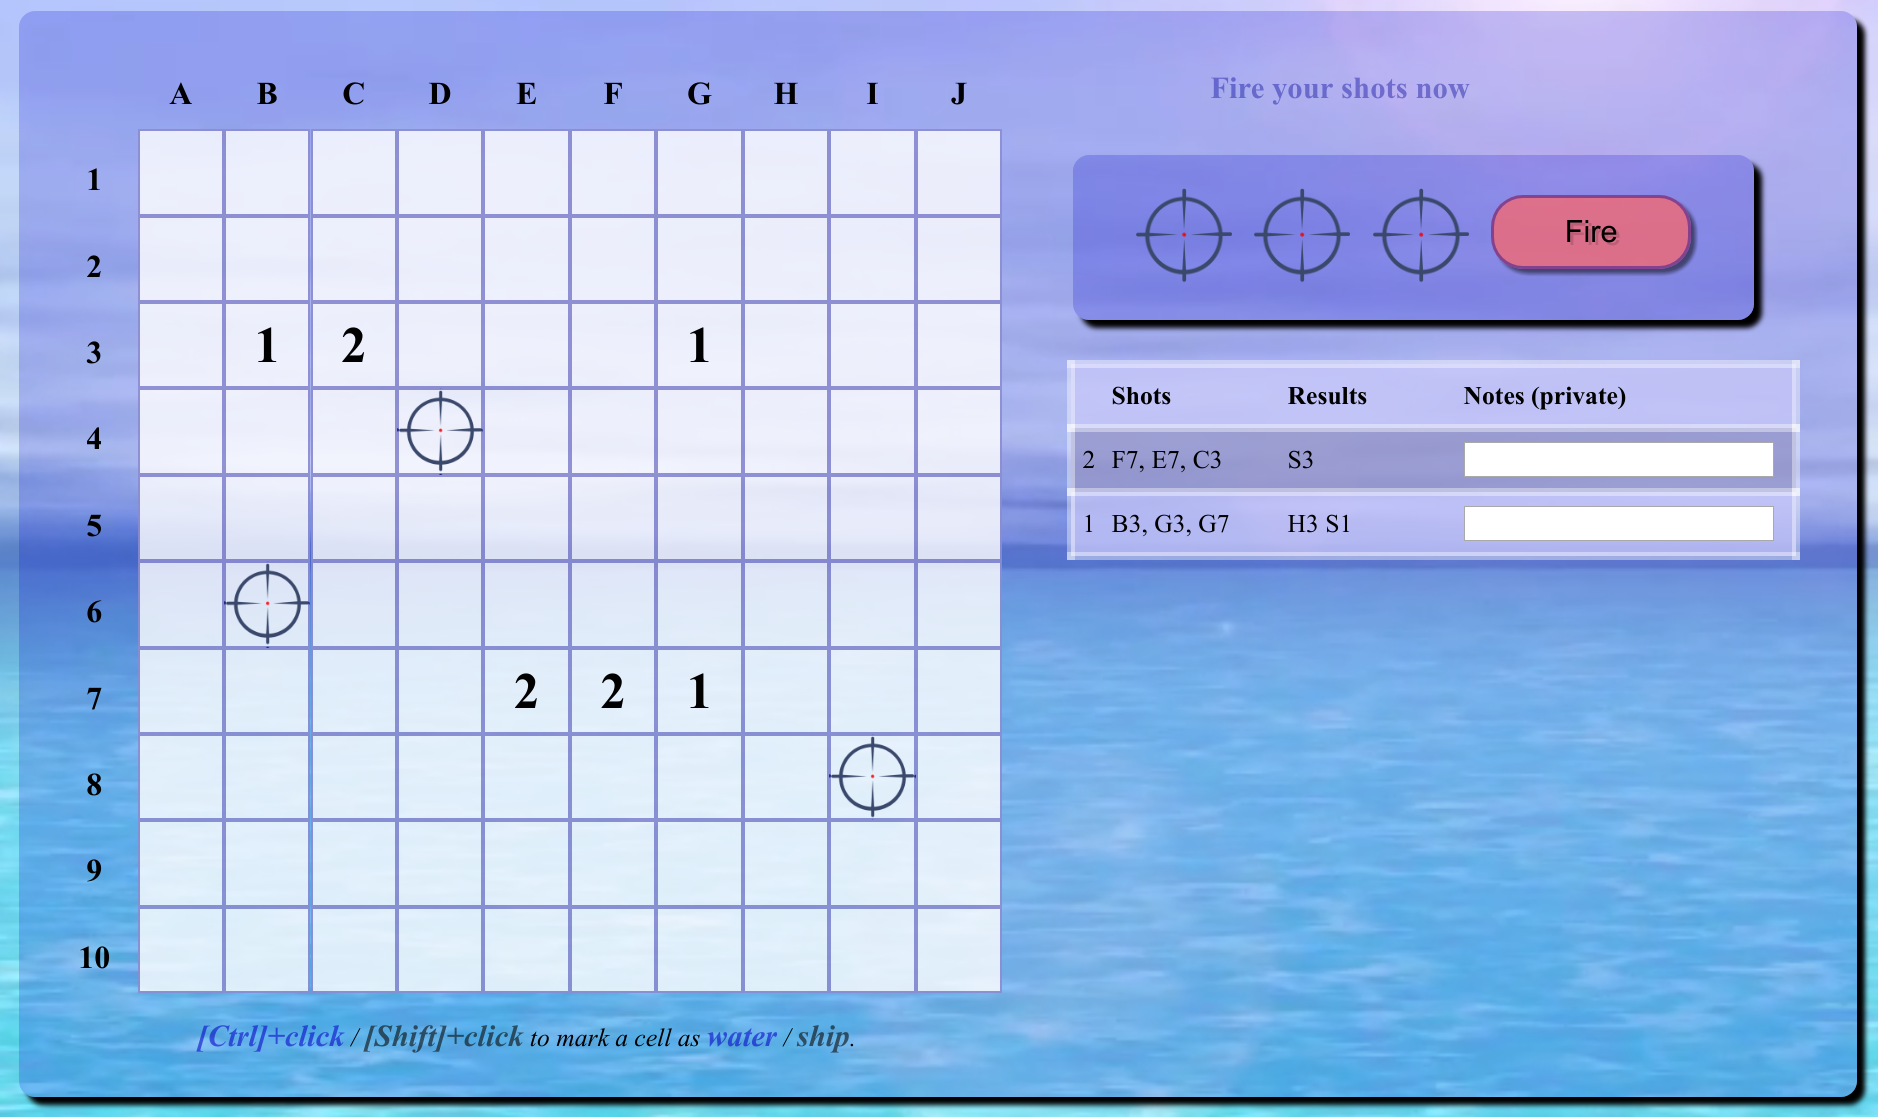 A B C D E F G H I J
Fire your shots now
1
Fire
2
3 1 2 1
Shots Results Notes (private)
4
2 F7, E7, C3 S3
5
1 B3, G3, G7 H3 S1
6
7 2 2 1
8
9
10
[Ctrl]+click / [Shift]+click to mark a cell as water / ship.